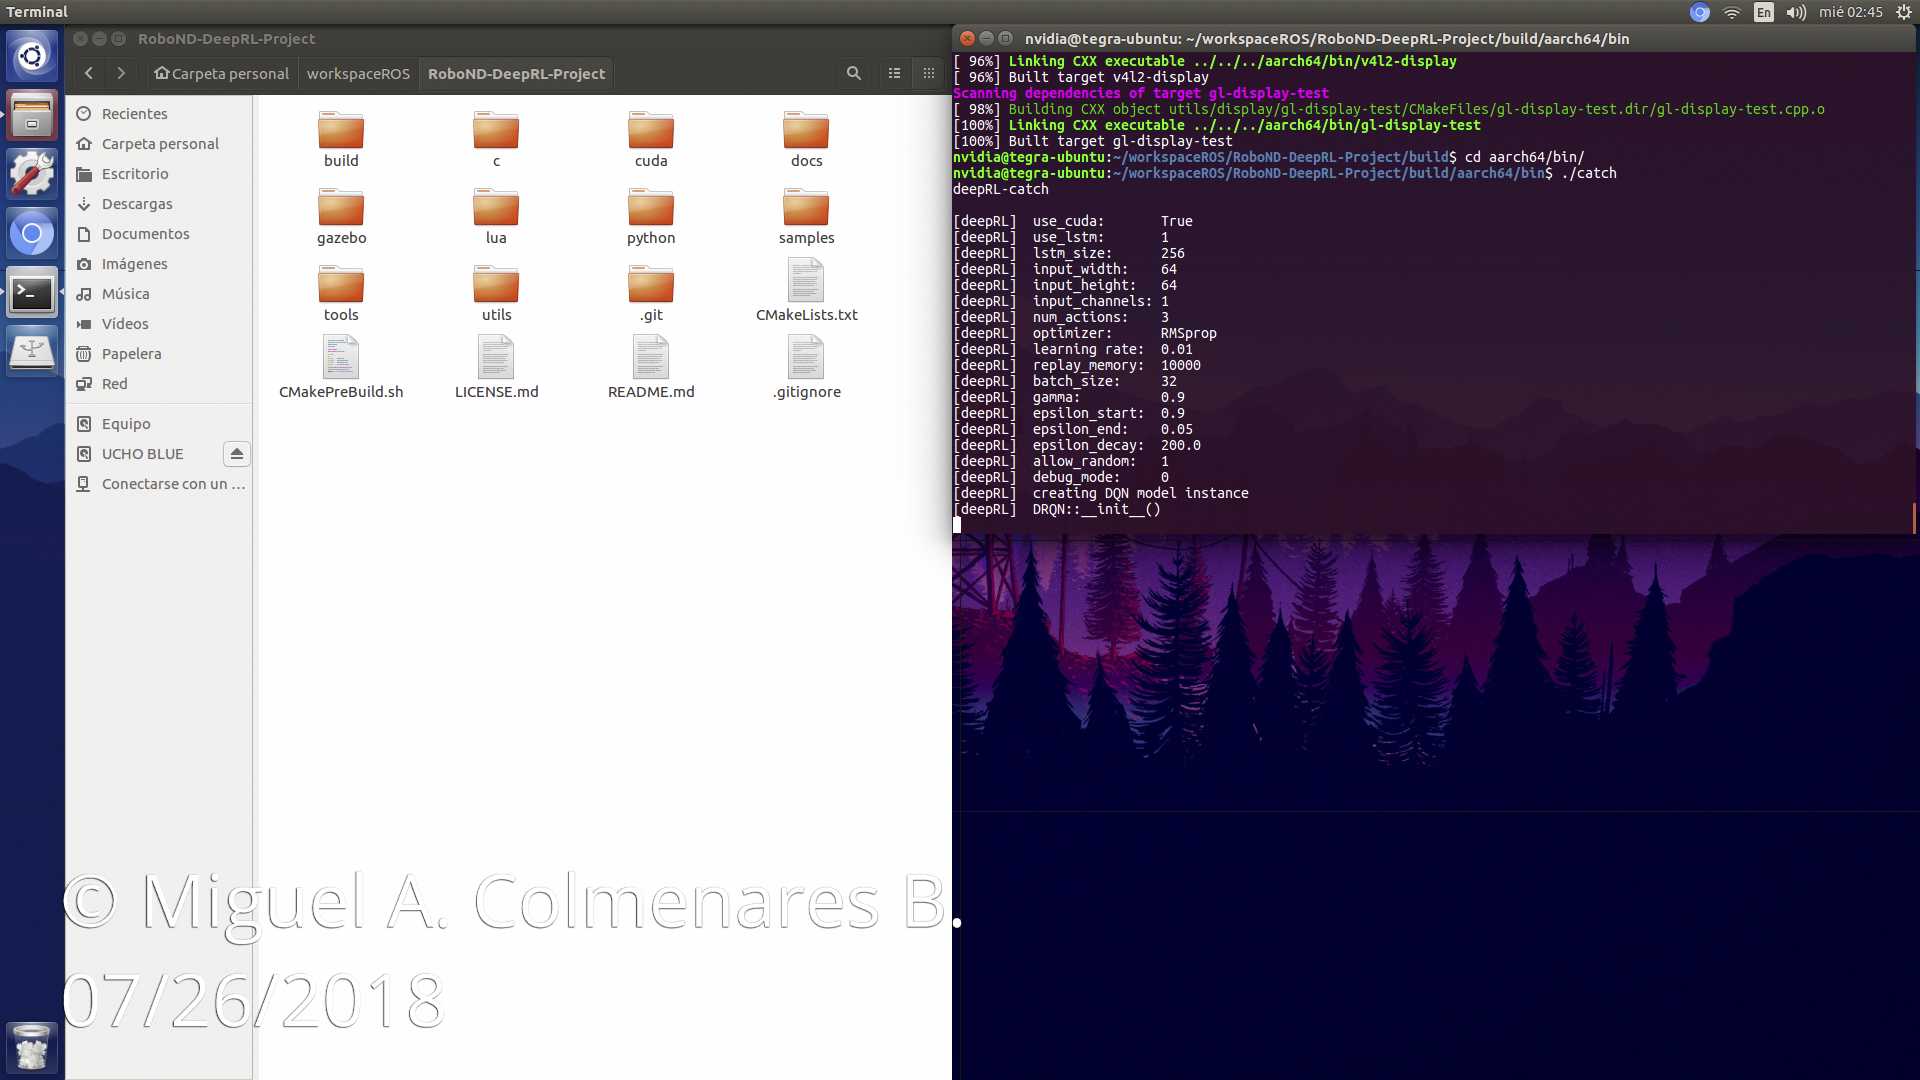 Terminal
En
mié 02:45
RoboND-DeepRL-Project
Carpeta personal
workspaceROS
RoboND-DeepRL-Project
Recientes
Carpeta personal
Escritorio
Descargas
Documentos
Imágenes
Música
Vídeos
Papelera
Red
Equipo
UCHO BLUE
Conectarse con un …
build
c
cuda
docs
gazebo
lua
python
samples
tools
utils
.git
CMakeLists.txt
CMakePreBuild.sh
LICENSE.md
README.md
.gitignore
nvidia@tegra-ubuntu: ~/workspaceROS/RoboND-DeepRL-Project/build/aarch64/bin
[ 96%] Linking CXX executable ../../../aarch64/bin/v4l2-display
[ 96%] Built target v4l2-display
Scanning dependencies of target gl-display-test
[ 98%] Building CXX object utils/display/gl-display-test/CMakeFiles/gl-display-test.dir/gl-display-test.cpp.o
[100%] Linking CXX executable ../../../aarch64/bin/gl-display-test
[100%] Built target gl-display-test
nvidia@tegra-ubuntu:~/workspaceROS/RoboND-DeepRL-Project/build$ cd aarch64/bin/
nvidia@tegra-ubuntu:~/workspaceROS/RoboND-DeepRL-Project/build/aarch64/bin$ ./catch
deepRL-catch
[deepRL]  use_cuda:       True
[deepRL]  use_lstm:       1
[deepRL]  lstm_size:      256
[deepRL]  input_width:    64
[deepRL]  input_height:   64
[deepRL]  input_channels: 1
[deepRL]  num_actions:    3
[deepRL]  optimizer:      RMSprop
[deepRL]  learning rate:  0.01
[deepRL]  replay_memory:  10000
[deepRL]  batch_size:     32
[deepRL]  gamma:          0.9
[deepRL]  epsilon_start:  0.9
[deepRL]  epsilon_end:    0.05
[deepRL]  epsilon_decay:  200.0
[deepRL]  allow_random:   1
[deepRL]  debug_mode:     0
[deepRL]  creating DQN model instance
[deepRL]  DRQN::__init__()
© Miguel A. Colmenares B.
07/26/2018